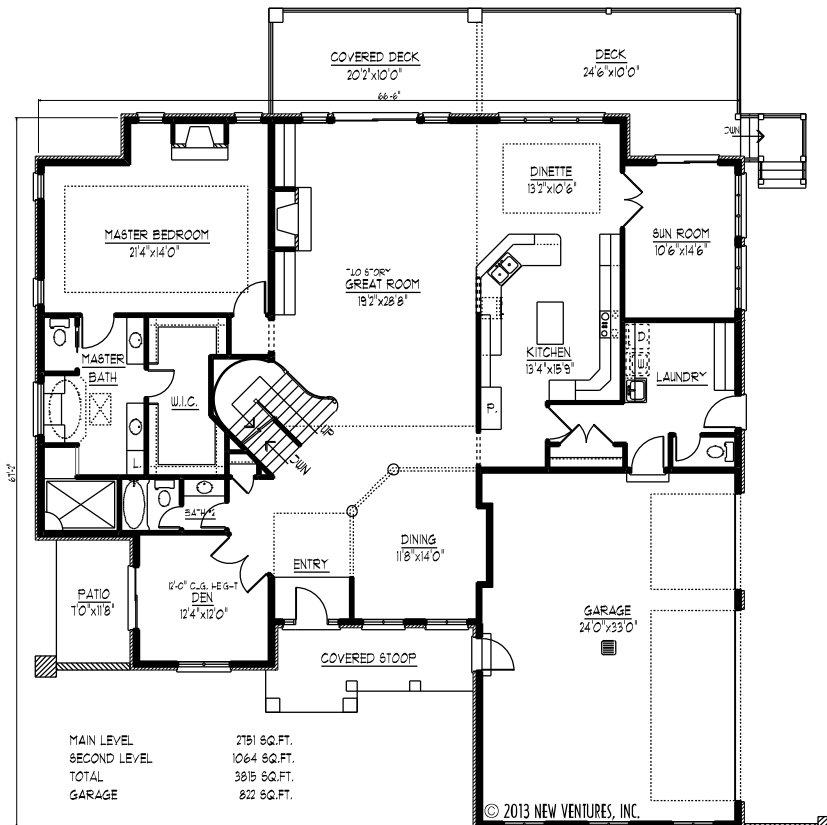 COVERED DECK
20'2"x10'0"
DECK
24'6"x10'0"
66'-6"
DWN
DINETTE
13'2"x10'6"
MASTER BEDROOM
21'4"x14'0"
SUN ROOM
10'6"x14'6"
TWO STORY
GREAT ROOM
19'2"x28'8"
MASTER
BATH
W.I.C.
KITCHEN
13'4"x15'9"
D.
W.
LAUNDRY
P.
UP
DWN
L.
BATH #2
DINING
11'8"x14'0"
ENTRY
12'-0" CLG. HEIGHT
DEN
12'4"x12'0"
PATIO
7'0"x11'8"
GARAGE
24'0"x33'0"
COVERED STOOP
MAIN LEVEL 2751 SQ.FT.
SECOND LEVEL 1064 SQ.FT.
TOTAL 3815 SQ.FT.
GARAGE 822 SQ.FT.
© 2013 NEW VENTURES, INC.